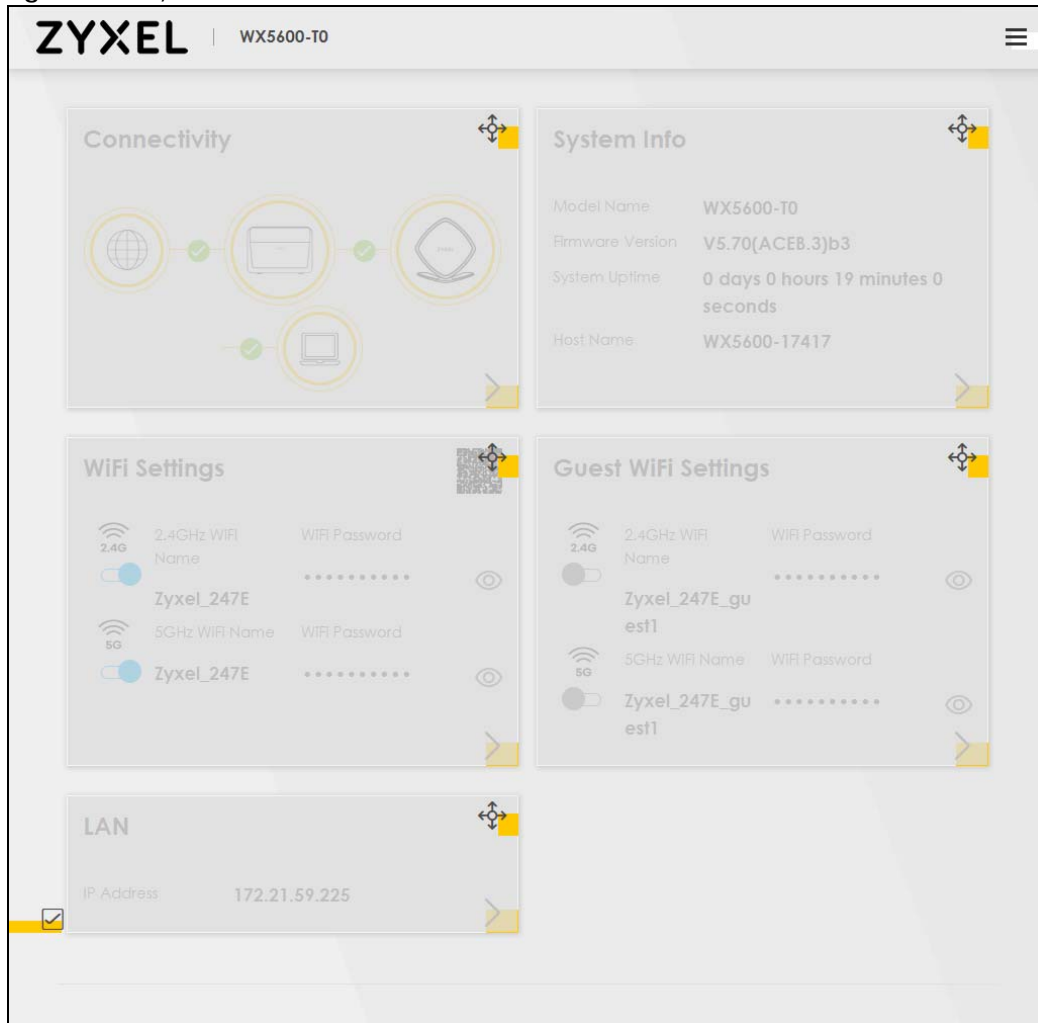 ZYXEL WX5600-T0
Connectivity
System Info
Model Name WX5600-T0
Firmware Version V5.70(ACEB.3)b3
System Uptime 0 days 0 hours 19 minutes 0
seconds
Host Name WX5600-17417
WiFi Settings
2.4G
2.4GHz WiFi
Name
WiFi Password
Zyxel_247E
5G
5GHz WiFi Name WiFi Password
Zyxel_247E
Guest WiFi Settings
2.4G
2.4GHz WiFi
Name
WiFi Password
Zyxel_247E_gu
est1
5G
5GHz WiFi Name WiFi Password
Zyxel_247E_gu
est1
LAN
IP Address 172.21.59.225